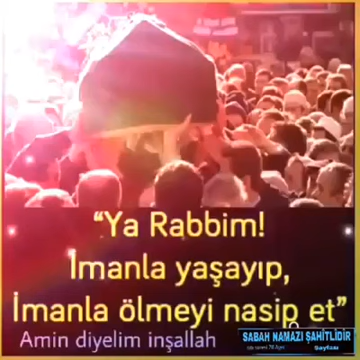 “Ya Rabbim!
İmanla yaşayıp,
İmanla ölmeyi nasip et”
Amin diyelim inşallah
SABAH NAMAZI ŞAHİTLİDİR
Sayfası